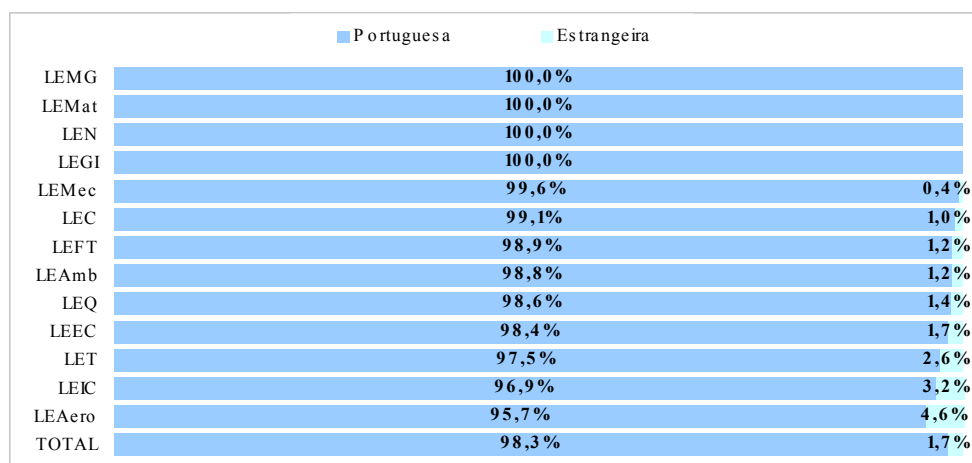 Portuguesa Estrangeira
LEMG 100,0%
LEMat 100,0%
LEN 100,0%
LEGI 100,0%
LEMec 99,6% 0,4%
LEC 99,1% 1,0%
LEFT 98,9% 1,2%
LEAmb 98,8% 1,2%
LEQ 98,6% 1,4%
LEEC 98,4% 1,7%
LET 97,5% 2,6%
LEIC 96,9% 3,2%
LEAero 95,7% 4,6%
TOTAL 98,3% 1,7%